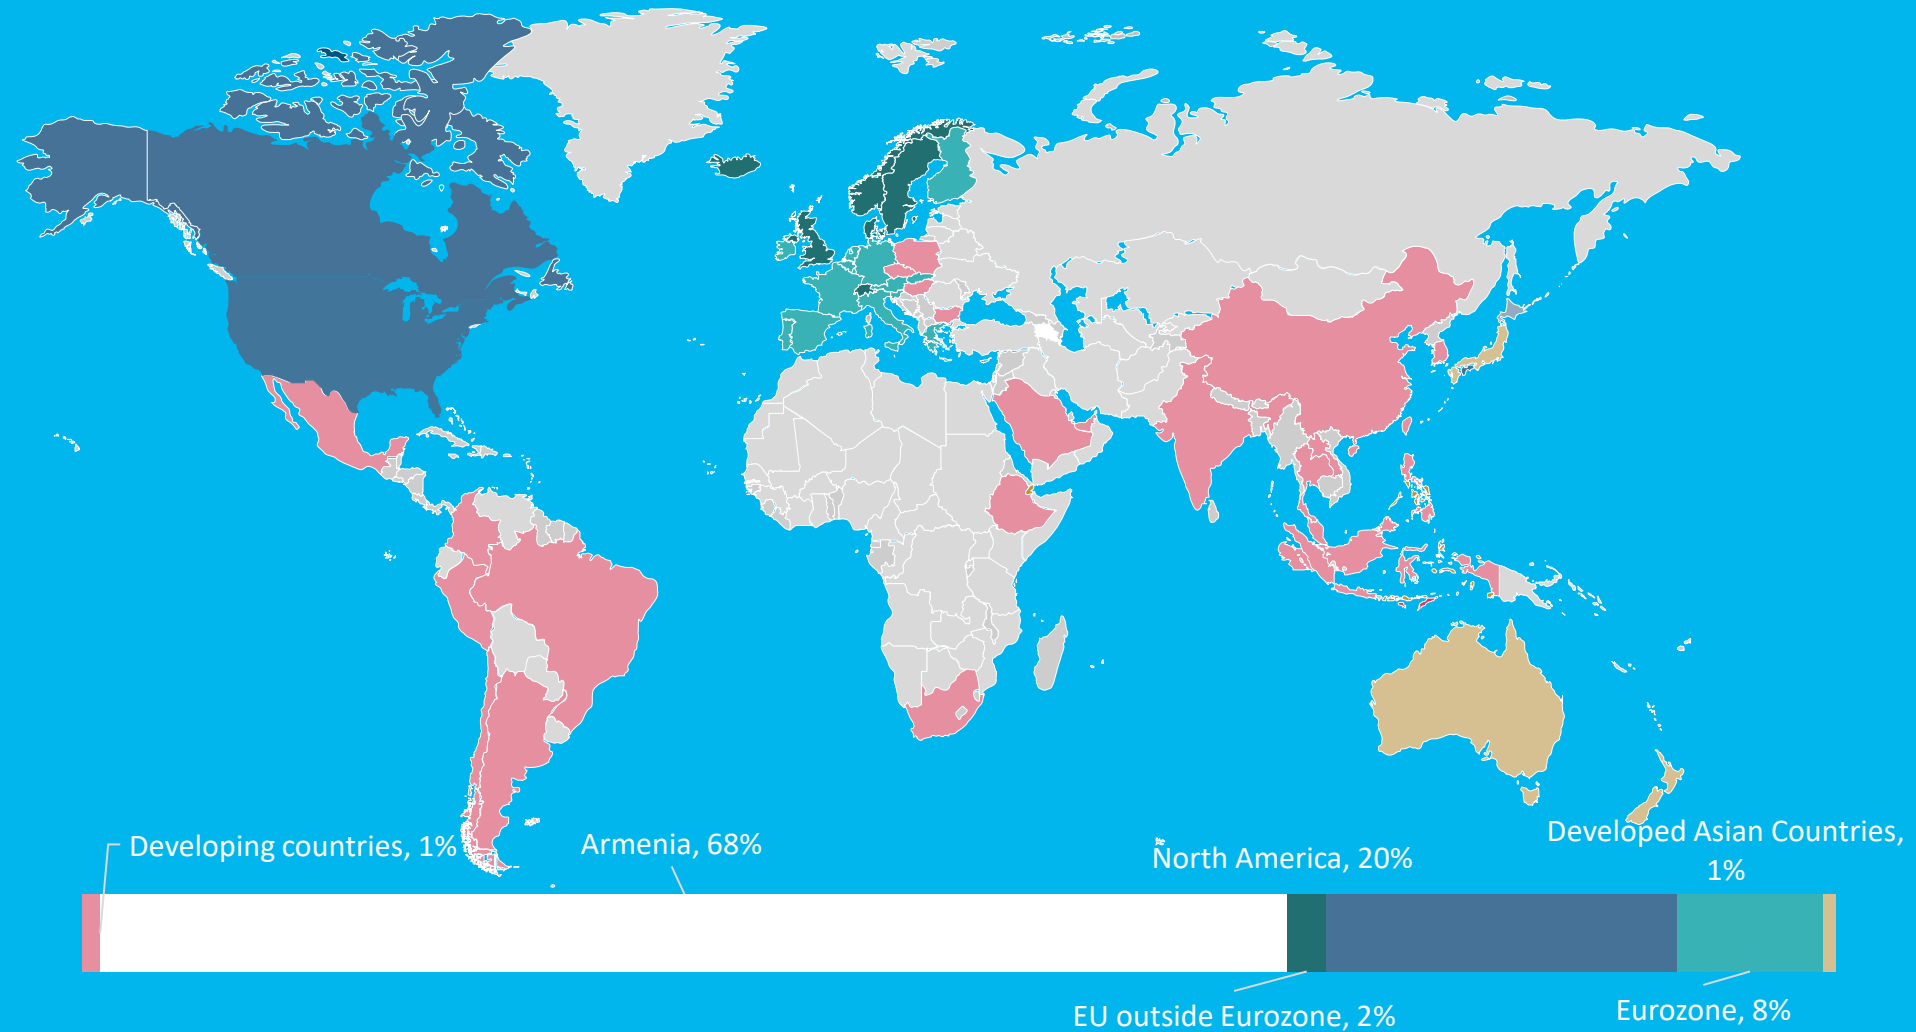 Developing countries, 1%
Armenia, 68%
North America, 20%
Developed Asian Countries,
1%
EU outside Eurozone, 2%
Eurozone, 8%